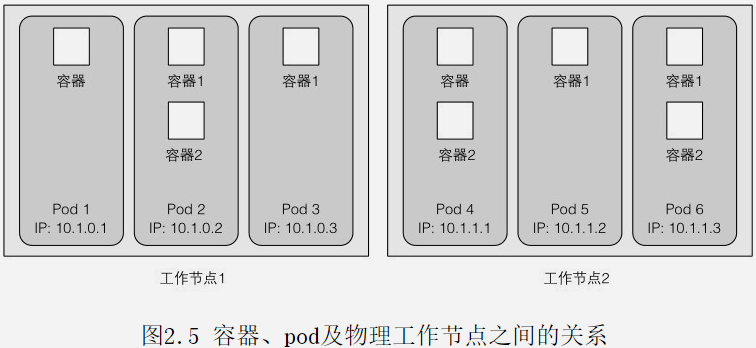 容器
容器1
容器1
容器2
Pod 1
IP: 10.1.0.1
Pod 2
IP: 10.1.0.2
Pod 3
IP: 10.1.0.3
工作节点1
容器
容器1
容器1
容器2
容器2
Pod 4
IP: 10.1.1.1
Pod 5
IP: 10.1.1.2
Pod 6
IP: 10.1.1.3
工作节点2
图2.5 容器、pod及物理工作节点之间的关系